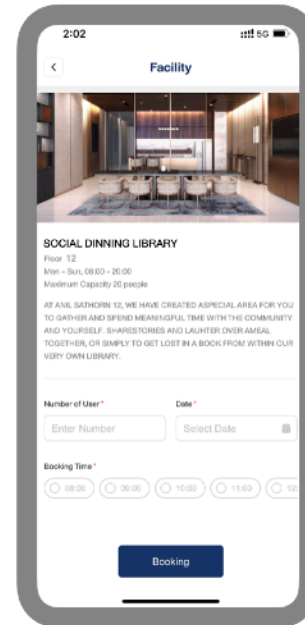 2:02 5G
Facility
SOCIAL DINNING LIBRARY
Floor 12
Mon - Sun, 08:00 - 20:00
Maximum Capacity 20 people
AT ANIL SATHORN 12, WE HAVE CREATED ASPECIAL AREA FOR YOU
TO GATHER AND SPEND MEANINGFUL TIME WITH THE COMMUNITY
AND YOURSELF. SHARESTORIES AND LAUHTER OVER AMEAL
TOGETHER, OR SIMPLY TO GET LOST IN A BOOK FROM WITHIN OUR
VERY OWN LIBRARY.
Number of User* Date*
Enter Number Select Date
Booking Time*
08:00 09:00 10:00 11:00 12:
Booking